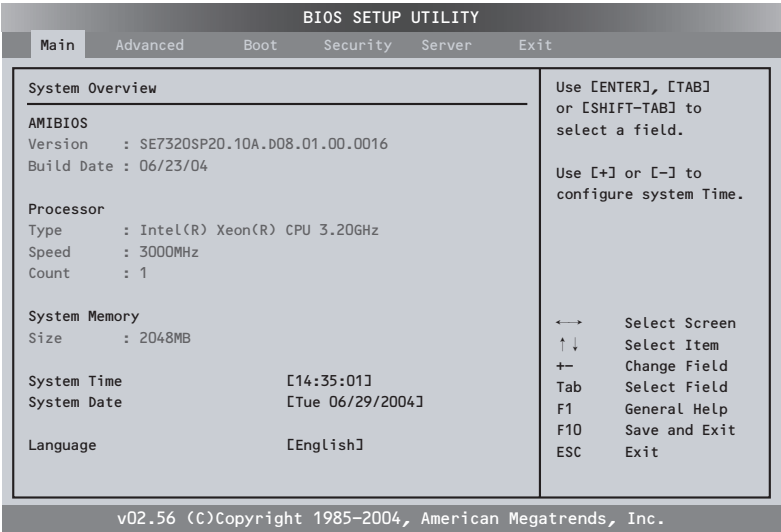 BIOS SETUP UTILITY
Main Advanced Boot Security Server Exit
System Overview
AMIBIOS
Version : SE7320SP20.10A.D08.01.00.0016
Build Date : 06/23/04
Processor
Type : Intel(R) Xeon(R) CPU 3.20GHz
Speed : 3000MHz
Count : 1
System Memory
Size : 2048MB
System Time [14:35:01]
System Date [Tue 06/29/2004]
Language [English]
Use [ENTER], [TAB]
or [SHIFT-TAB] to
select a field.
Use [+] or [-] to
configure system Time.
←→ Select Screen
↑↓ Select Item
+- Change Field
Tab Select Field
F1 General Help
F10 Save and Exit
ESC Exit
v02.56 (C)Copyright 1985-2004, American Megatrends, Inc.